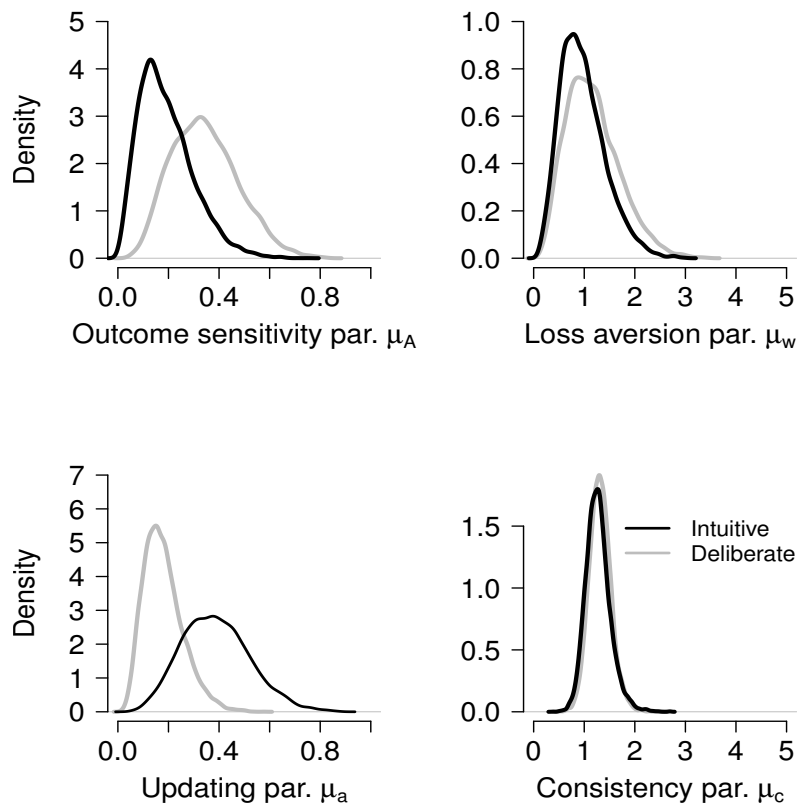 5
4
3
2
1
0
Density
0.0 0.4 0.8
Outcome sensitivity par. μA
1.0
0.8
0.6
0.4
0.2
0.0
0 1 2 3 4 5
Loss aversion par. μw
7
6
5
4
3
2
1
0
Density
0.0 0.4 0.8
Updating par. μa
1.5
1.0
0.5
0.0
Intuitive
Deliberate
0 1 2 3 4 5
Consistency par. μc